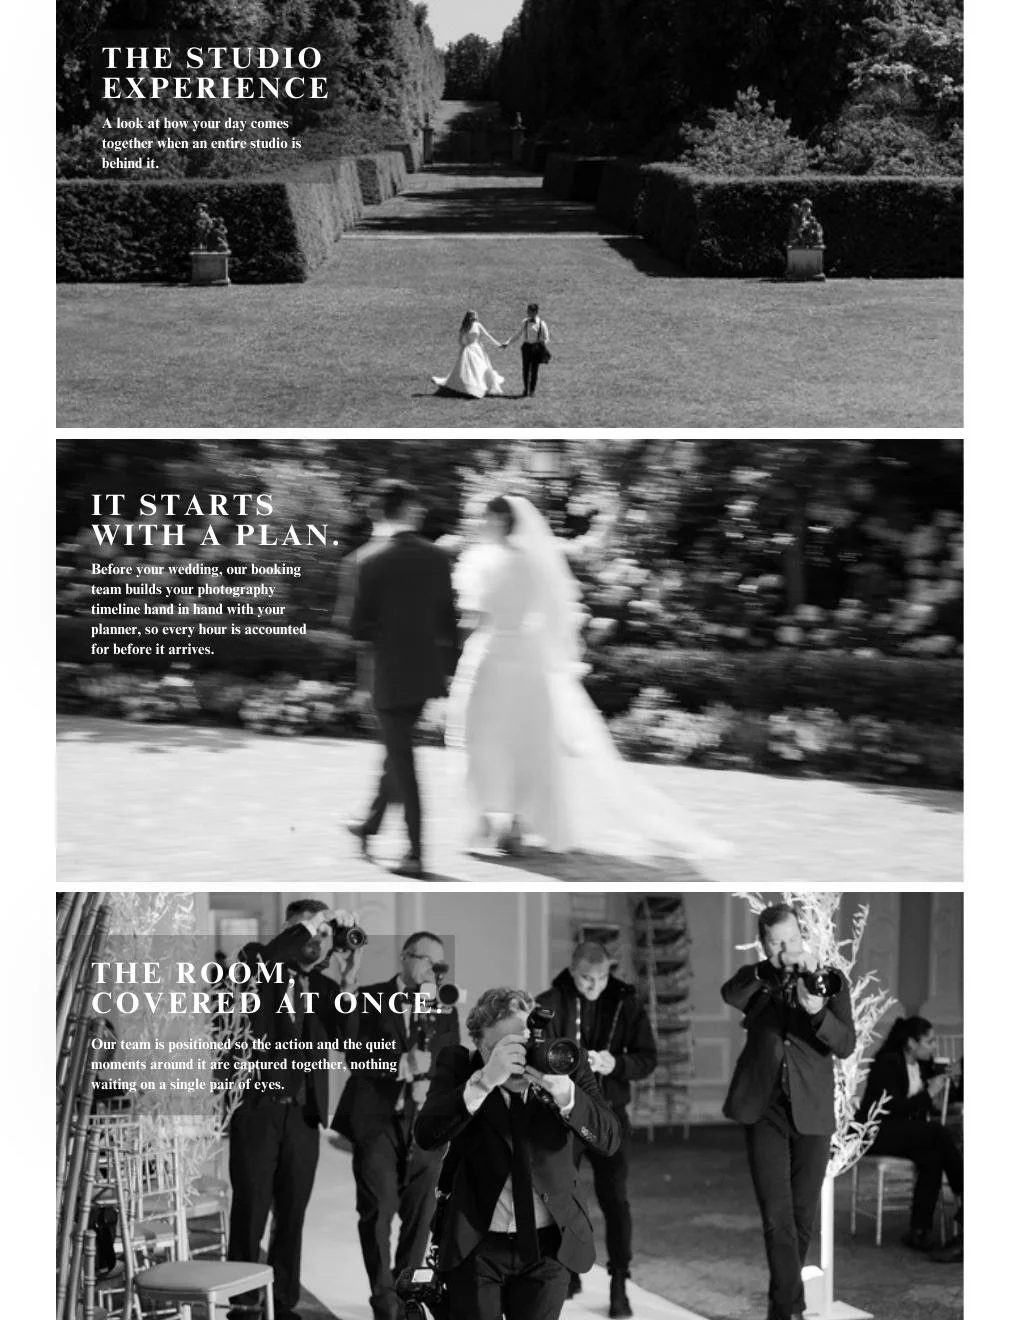 THE STUDIO
EXPERIENCE
A look at how your day comes
together when an entire studio is
behind it.
IT STARTS
WITH A PLAN.
Before your wedding, our booking
team builds your photography
timeline hand in hand with your
planner, so every hour is accounted
for before it arrives.
THE ROOM,
COVERED AT ONCE.
Our team is positioned so the action and the quiet
moments around it are captured together, nothing
waiting on a single pair of eyes.